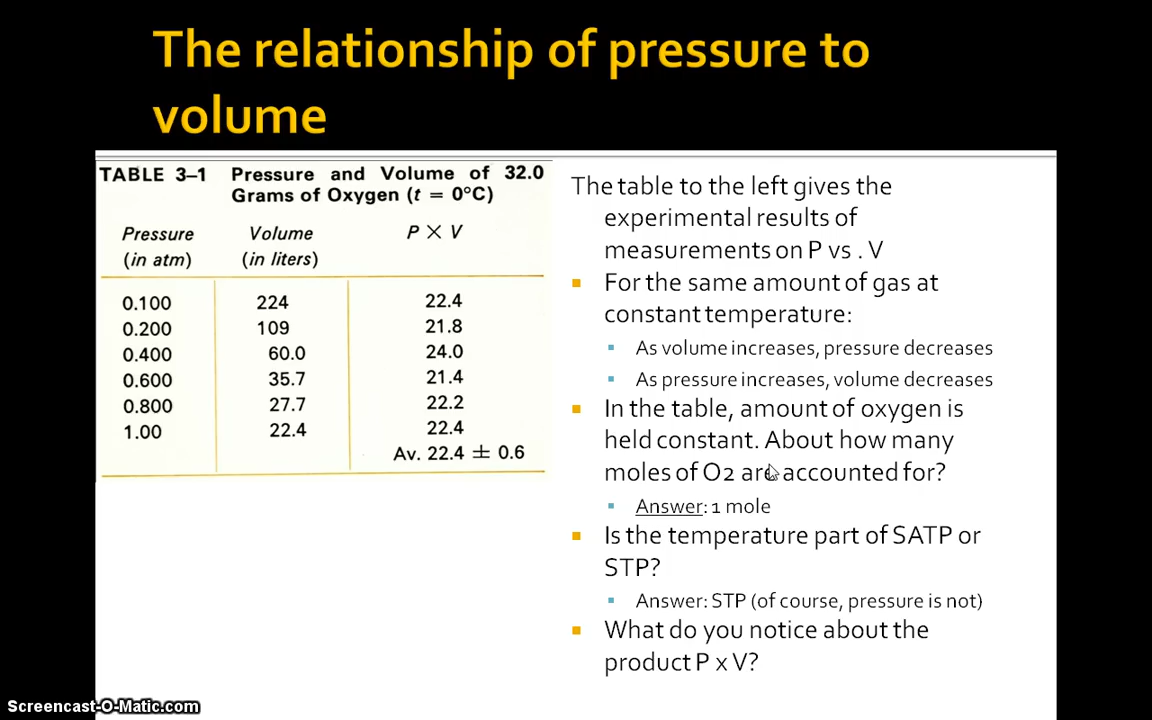 The relationship of pressure to
volume
TABLE 3–1 Pressure and Volume of 32.0
Grams of Oxygen (t = 0°C)
Pressure Volume P X V
(in atm) (in liters)
0.100 224 22.4
0.200 109 21.8
0.400 60.0 24.0
0.600 35.7 21.4
0.800 27.7 22.2
1.00 22.4 22.4
Av. 22.4 ± 0.6
The table to the left gives the
experimental results of
measurements on P vs . V
For the same amount of gas at
constant temperature:
As volume increases, pressure decreases
As pressure increases, volume decreases
In the table, amount of oxygen is
held constant. About how many
moles of O2 are accounted for?
Answer: 1 mole
Is the temperature part of SATP or
STP?
Answer: STP (of course, pressure is not)
What do you notice about the
product P x V?
Screencast-O-Matic.com